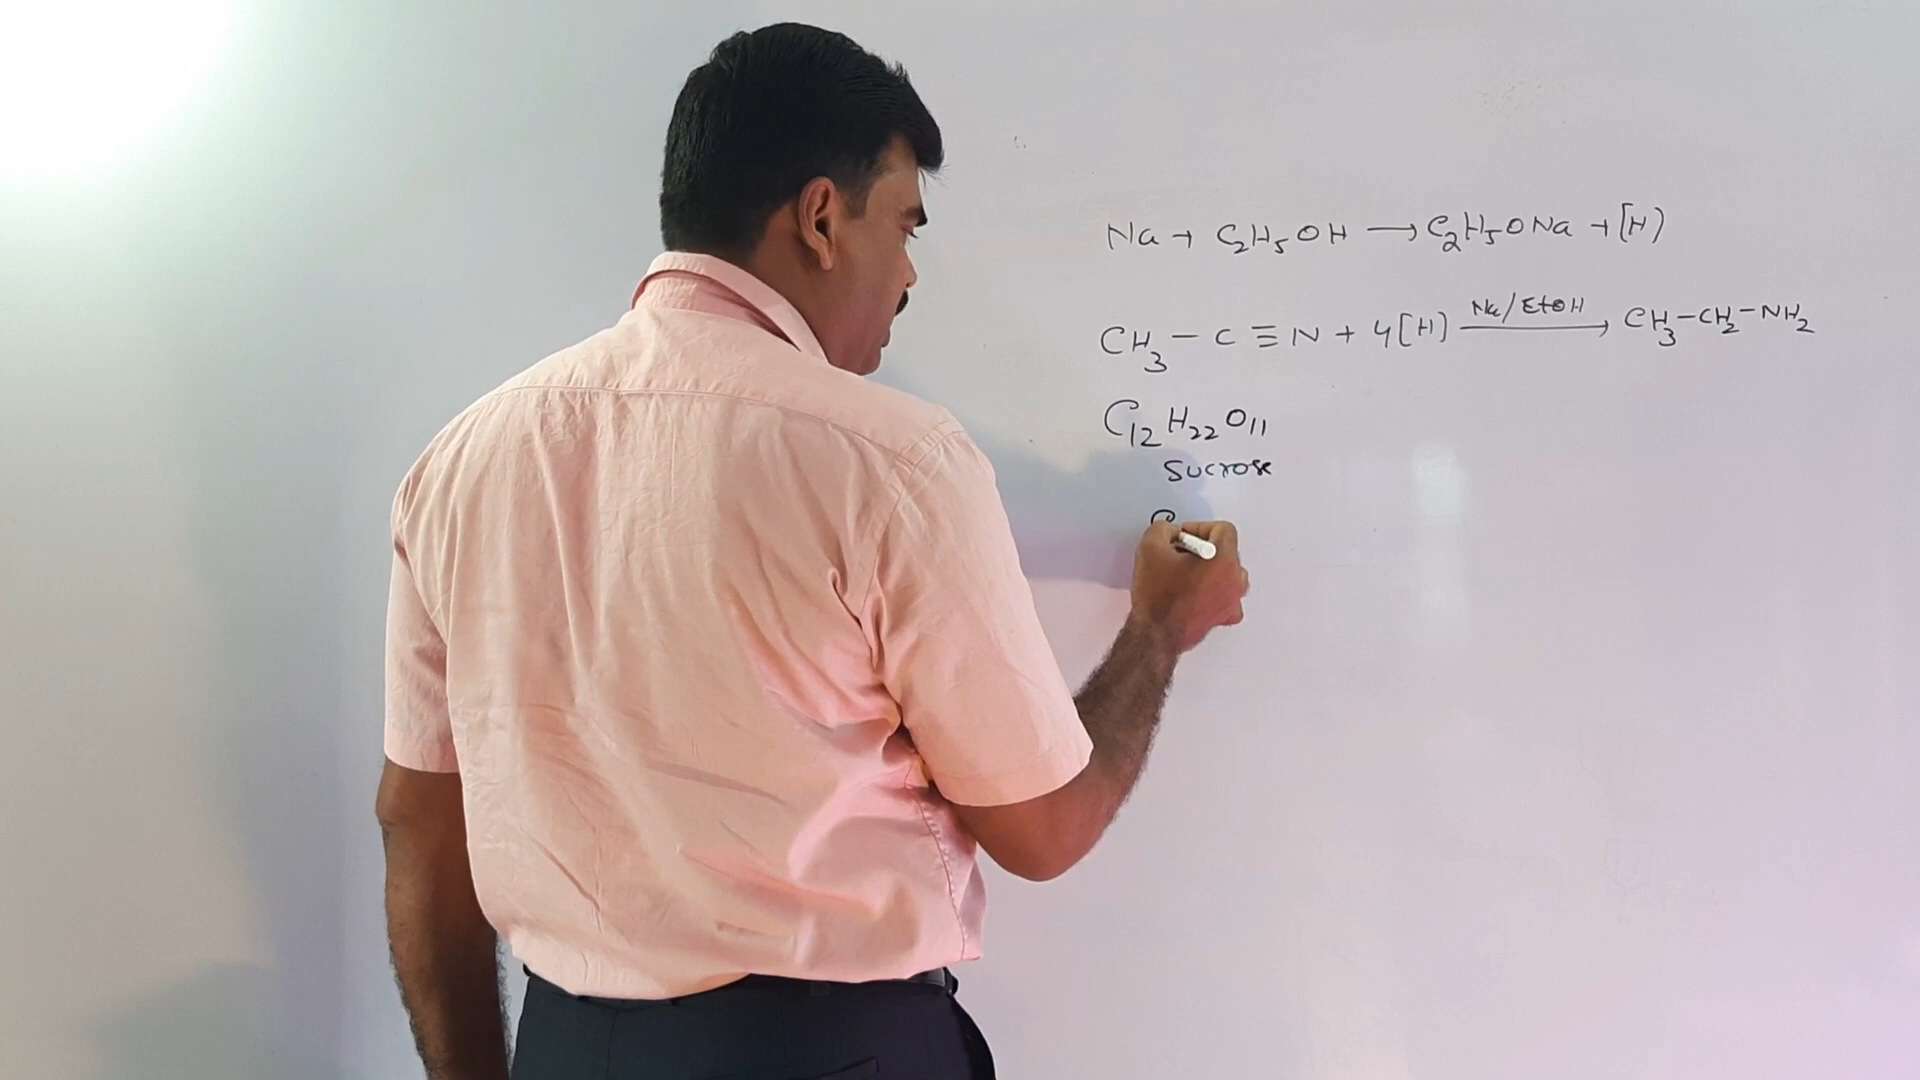 Na + C₂H₅OH → C₂H₅ONa + [H]
CH₃ – C ≡ N + 4[H] Na/EtOH → CH₃–CH₂–NH₂
C₁₂H₂₂O₁₁
Sucrose
C